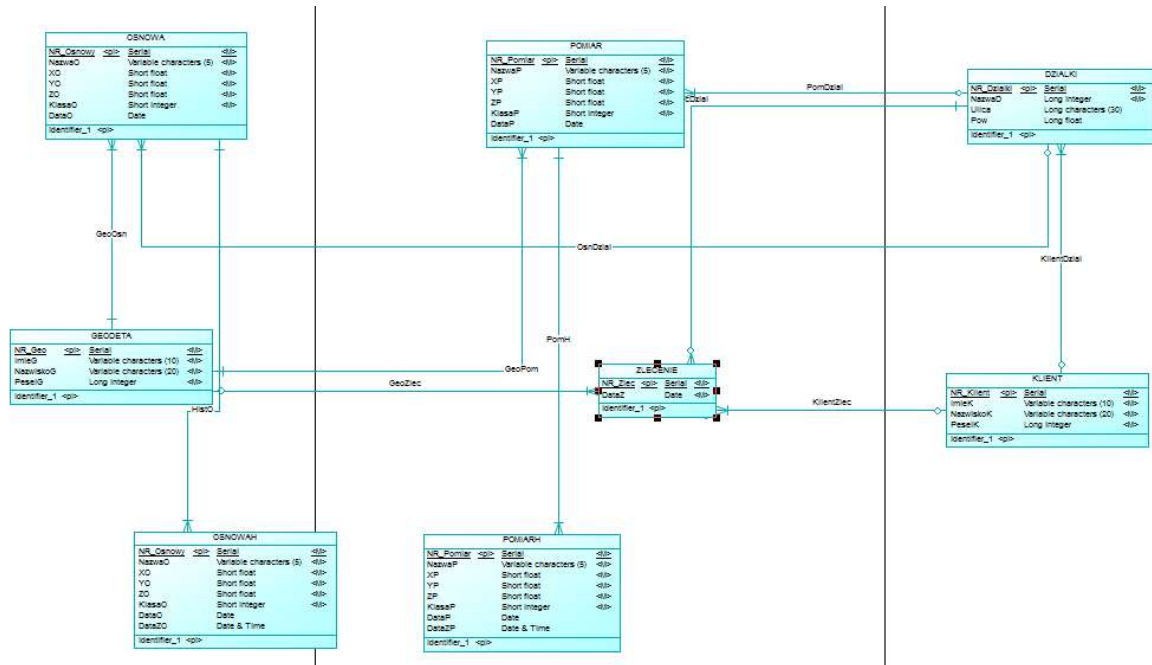 OSNOWA
NR_Osnowy <pi> Serial <M>
NazwaO Variable characters (5) <M>
XO Short float <M>
YO Short float <M>
ZO Short float <M>
KlasaO Short integer <M>
DataO Date
Identifier_1 <pi>
POMIAR
NR_Pomiar <pi> Serial <M>
NazwaP Variable characters (5) <M>
XP Short float <M>
YP Short float <M>
ZP Short float <M>
KlasaP Short integer <M>
DataP Date
Identifier_1 <pi>
DZIALKI
NR_Dzialki <pi> Serial <M>
NazwaD Long integer <M>
Ulica Long characters (30)
Pow Long float
Identifier_1 <pi>
PomDzial
cDzial
GeoOsn
OsnDzial
KlientDzial
GEODETA
NR_Geo <pi> Serial <M>
ImieG Variable characters (10) <M>
NazwiskoG Variable characters (20) <M>
PeselG Long integer <M>
Identifier_1 <pi>
PomH
GeoPom
GeoZlec
HistO
ZLECENIE
NR_Zlec <pi> Serial <M>
DataZ Date <M>
Identifier_1 <pi>
KlientZlec
KLIENT
NR_Klient <pi> Serial <M>
ImieK Variable characters (10) <M>
NazwiskoK Variable characters (20) <M>
PeselK Long integer <M>
Identifier_1 <pi>
OSNOWAH
NR_Osnowy <pi> Serial <M>
NazwaO Variable characters (5) <M>
XO Short float <M>
YO Short float <M>
ZO Short float <M>
KlasaO Short integer <M>
DataO Date
DataZO Date & Time
Identifier_1 <pi>
POMIARH
NR_Pomiar <pi> Serial <M>
NazwaP Variable characters (5) <M>
XP Short float <M>
YP Short float <M>
ZP Short float <M>
KlasaP Short integer <M>
DataP Date
DataZP Date & Time
Identifier_1 <pi>